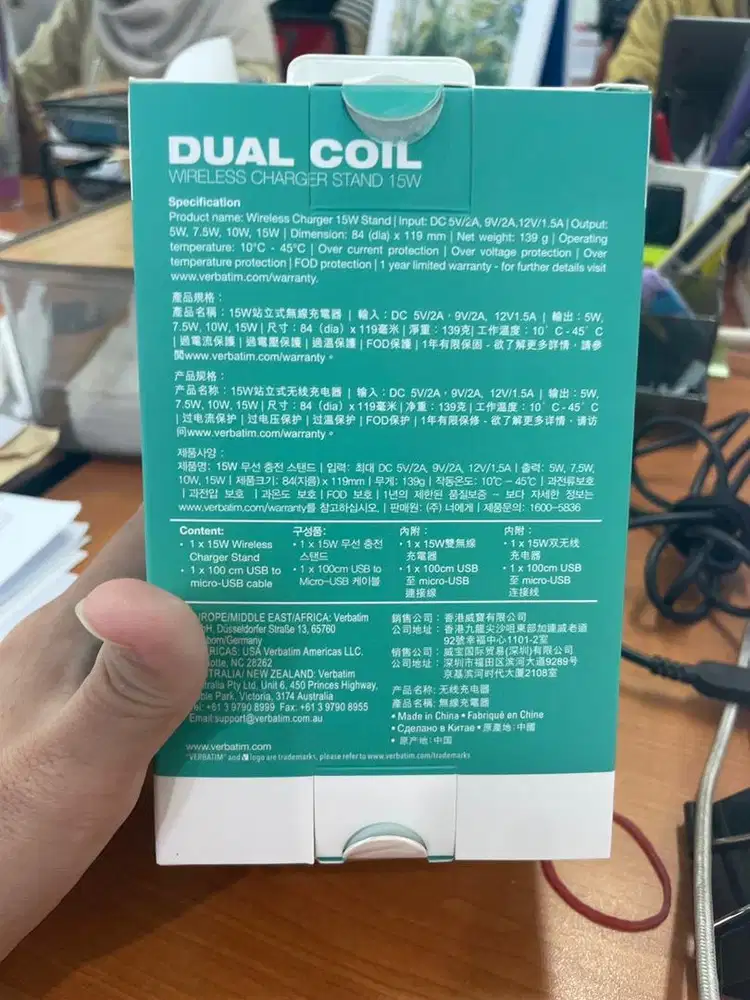 DUAL COIL
WIRELESS CHARGER STAND 15W
Specification
Product name: Wireless Charger 15W Stand | Input: DC 5V/2A, 9V/2A,12V/1.5A | Output:
5W, 7.5W, 10W, 15W | Dimension: 84 (dia) x 119 mm | Net weight: 139 g | Operating
temperature: 10°C - 45°C | Over current protection | Over voltage protection | Over
temperature protection | FOD protection | 1 year limited warranty - for further details visit
www.verbatim.com/warranty.
產品規格：
產品名稱：15W站立式無線充電器 | 輸入：DC 5V/2A，9V/2A, 12V1.5A | 輸出：5W,
7.5W, 10W, 15W | 尺寸：84（dia）x 119毫米 | 淨重：139克 | 工作溫度：10˚C - 45˚C
| 過電流保護 | 過電壓保護 | 過溫保護 | FOD保護 | 1年有限保固 - 欲了解更多詳情，請參
閱www.verbatim.com/warranty。
产品规格：
产品名称：15W站立式无线充电器 | 输入：DC 5V/2A，9V/2A, 12V/1.5A | 输出：5W,
7.5W, 10W, 15W | 尺寸：84（dia）x 119毫米 | 净重：139克 | 工作温度：10˚C - 45˚C
| 过电流保护 | 过电压保护 | 过温保护 | FOD保护 | 1年有限保修 - 欲了解更多详情，请访
问www.verbatim.com/warranty。
제품사양：
제품명: 15W 무선 충전 스탠드 | 입력: 최대 DC 5V/2A, 9V/2A, 12V/1,5A | 출력: 5W, 7.5W,
10W, 15W | 제품크기: 84(지름) x 119mm | 무게: 139g | 작동온도: 10℃ – 45℃ | 과전류보호
| 과전압 보호 | 과온도 보호 | FOD 보호 | 1년의 제한된 품질보증 – 보다 자세한 정보는
www.verbatim.com/warranty를 참고하십시오. | 판매원: (주) 너에게 | 제품문의: 1600-5836
Content:
• 1 x 15W Wireless
Charger Stand
• 1 x 100 cm USB to
micro-USB cable
구성품:
• 1 x 15W 무선 충전
스탠드
• 1 x 100cm USB to
Micro-USB 케이블
內附：
• 1 x 15W雙無線
充電器
• 1 x 100cm USB
至 micro-USB
連接線
内附：
• 1 x 15W双无线
充电器
• 1 x 100cm USB
至 micro-USB
连接线
EUROPE/MIDDLE EAST/AFRICA: Verbatim
Düsseldorfer Straße 13, 65760
Germany
USA Verbatim Americas LLC.
NC 28262
NEW ZEALAND: Verbatim
Pty Ltd, Unit 6, 450 Princes Highway,
Park, Victoria, 3174 Australia
Tel: +61 3 9790 8999 Fax: +61 3 9790 8955
Email:support@verbatim.com.au
www.verbatim.com
"VERBATIM" and logo are trademarks, please refer to www.verbatim.com/trademarks
銷售公司：香港威寶有限公司
公司地址：香港九龍尖沙咀東部加連威老道
92號幸福中心1101-2室
销售公司：威宝国际贸易(深圳)有限公司
公司地址：深圳市福田区滨河大道9289号
京基滨河时代大厦2108室
产品名称: 无线充电器
產品名稱：無線充電器
• Made in China • Fabriqué en Chine
• Сделано в Китае • 原產地: 中國
• 原产地: 中国